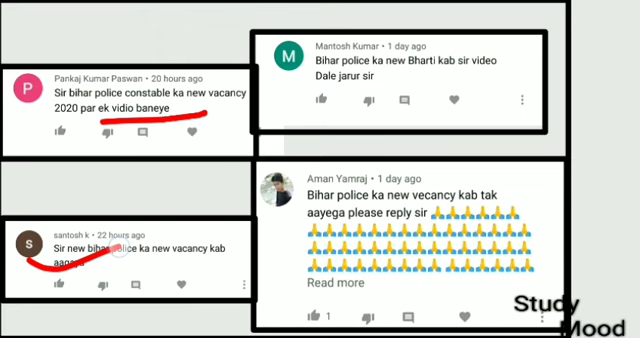 Pankaj Kumar Paswan • 20 hours ago
Sir bihar police constable ka new vacancy
2020 par ek vidio baneye
Mantosh Kumar • 1 day ago
Bihar police ka new Bharti kab sir video
Dale jarur sir
M
P
santosh k • 22 hours ago
Sir new bihar police ka new vacancy kab
S
Aman Yamraj • 1 day ago
Bihar police ka new vecancy kab tak
aayega please reply sir 🙏🙏🙏🙏🙏🙏
🙏🙏🙏🙏🙏🙏🙏🙏🙏🙏🙏🙏🙏
🙏🙏🙏🙏🙏🙏🙏🙏🙏🙏🙏🙏🙏
🙏🙏🙏🙏🙏🙏🙏🙏🙏🙏🙏🙏🙏
Read more
1
Study
Mood